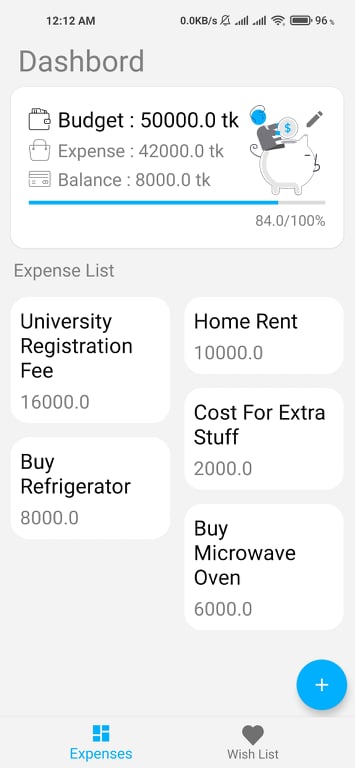 12:12 AM
0.0KB/s
96 %
Dashbord
Budget : 50000.0 tk
Expense : 42000.0 tk
Balance : 8000.0 tk
$
84.0/100%
Expense List
University
Registration
Fee
16000.0
Home Rent
10000.0
Cost For Extra
Stuff
2000.0
Buy
Refrigerator
8000.0
Buy
Microwave
Oven
6000.0
+
Expenses
Wish List